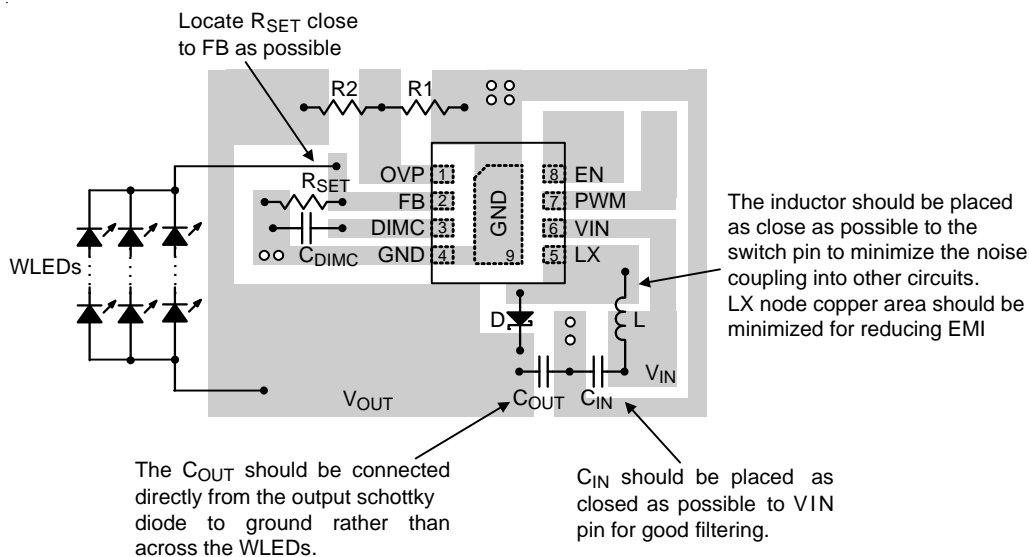 Locate RSET close
to FB as possible
R2
R1
OVP 1
8 EN
RSET
FB 2
7 PWM
GND
DIMC 3
6 VIN
CDIMC
GND 4
9
5 LX
The inductor should be placed
as close as possible to the
switch pin to minimize the noise
coupling into other circuits.
LX node copper area should be
minimized for reducing EMI
WLEDs
D
L
VOUT
COUT
CIN
VIN
The COUT should be connected
directly from the output schottky
diode to ground rather than
across the WLEDs.
CIN should be placed as
closed as possible to VIN
pin for good filtering.